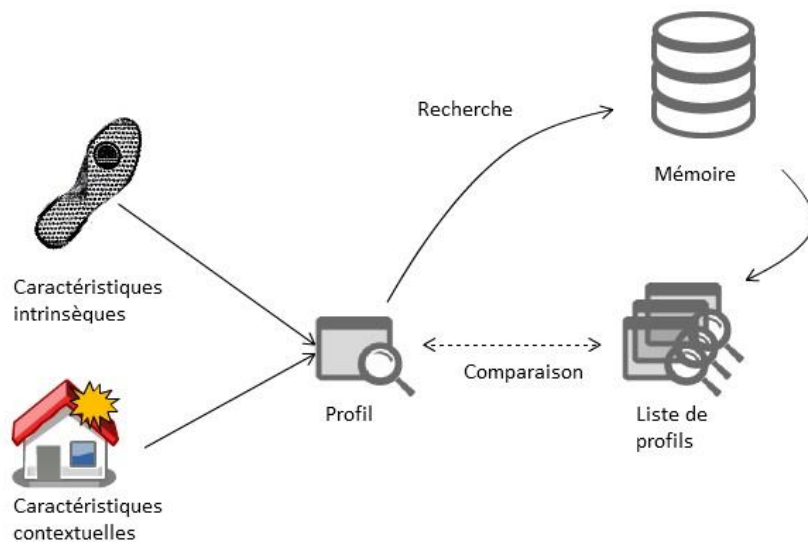 Recherche
Mémoire
Caractéristiques
intrinsèques
Profil
Comparaison
Liste de
profils
Caractéristiques
contextuelles